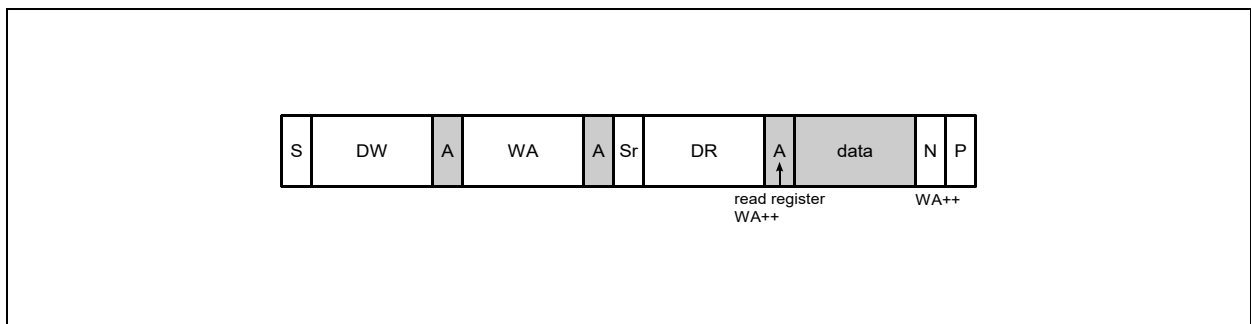 S DW A WA A Sr DR A data N P
read register WA++
WA++